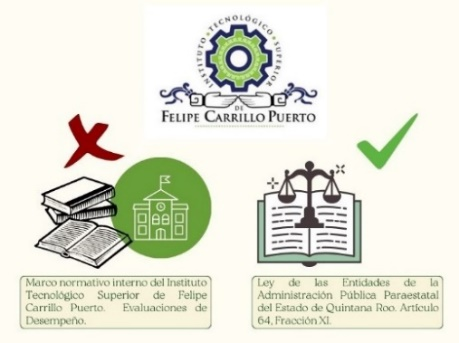 INSTITUTO TECNOLÓGICO SUPERIOR
DE
FELIPE CARRILLO PUERTO
Marco normativo interno del Instituto
Tecnológico Superior de Felipe
Carrillo Puerto. Evaluaciones de
Desempeño.
Ley de las Entidades de la
Administración Pública Paraestatal
del Estado de Quintana Roo. Artículo
64, Fracción XI.